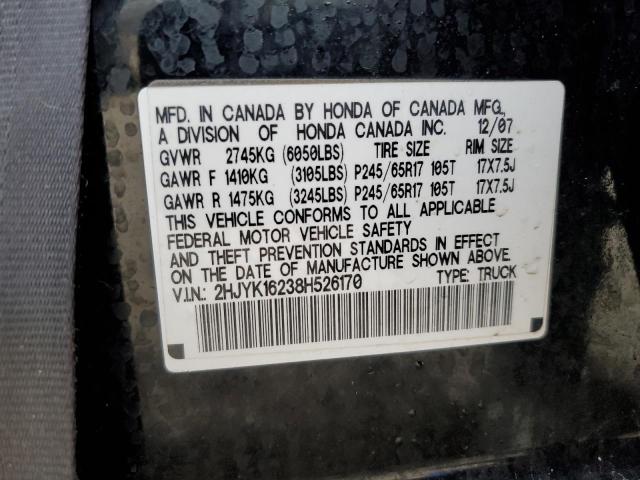 MFD. IN CANADA BY HONDA OF CANADA MFG.,
A DIVISION OF HONDA CANADA INC. 12/07
GVWR 2745KG (6050LBS) TIRE SIZE RIM SIZE
GAWR F 1410KG (3105LBS) P245/65R17 105T 17X7.5J
GAWR R 1475KG (3245LBS) P245/65R17 105T 17X7.5J
THIS VEHICLE CONFORMS TO ALL APPLICABLE
FEDERAL MOTOR VEHICLE SAFETY
AND THEFT PREVENTION STANDARDS IN EFFECT
ON THE DATE OF MANUFACTURE SHOWN ABOVE.
V.I.N.: 2HJYK16238H526170 TYPE: TRUCK